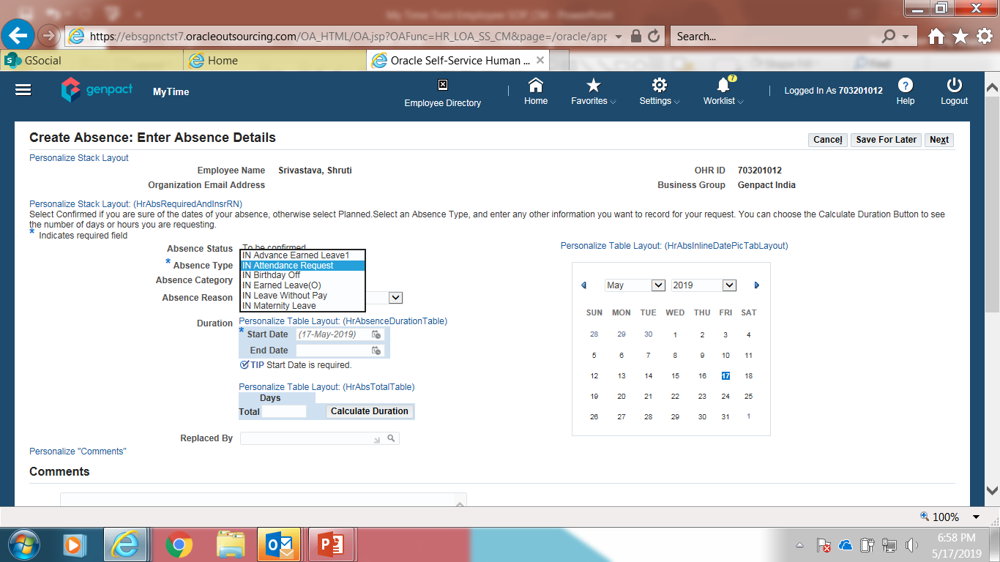 My Time Tool Employee SOP_CM - PowerPoint
https://ebsgpnctst7.oracleoutsourcing.com/OA_HTML/OA.jsp?OAFunc=HR_LOA_SS_CM&page=/oracle/app
Search...
GSocial
Home
Oracle Self-Service Human ...
genpact
MyTime
Employee Directory
Home
Favorites
Settings
7
Worklist
Logged In As 703201012
?
Help
Logout
Create Absence: Enter Absence Details
Cancel
Save For Later
Next
Personalize Stack Layout
Employee Name Srivastava, Shruti
OHR ID 703201012
Organization Email Address
Business Group Genpact India
Personalize Stack Layout: (HrAbsRequiredAndInsrRN)
Select Confirmed if you are sure of the dates of your absence, otherwise select Planned.Select an Absence Type, and enter any other information you want to record for your request. You can choose the Calculate Duration Button to see
the number of days or hours you are requesting.
* Indicates required field
Absence Status To be confirmed
* Absence Type
Absence Category
Absence Reason
IN Advance Earned Leave1
IN Attendance Request
IN Birthday Off
IN Earned Leave(O)
IN Leave Without Pay
IN Maternity Leave
Duration
Personalize Table Layout: (HrAbsenceDurationTable)
* Start Date (17-May-2019)
End Date
TIP Start Date is required.
Personalize Table Layout: (HrAbsTotalTable)
Days
Total
Calculate Duration
Replaced By
Personalize Table Layout: (HrAbsInlineDatePicTabLayout)
May 2019
SUN MON TUE WED THU FRI SAT
28 29 30 1 2 3 4
5 6 7 8 9 10 11
12 13 14 15 16 17 18
19 20 21 22 23 24 25
26 27 28 29 30 31 1
Personalize "Comments"
Comments
100%
6:58 PM
5/17/2019